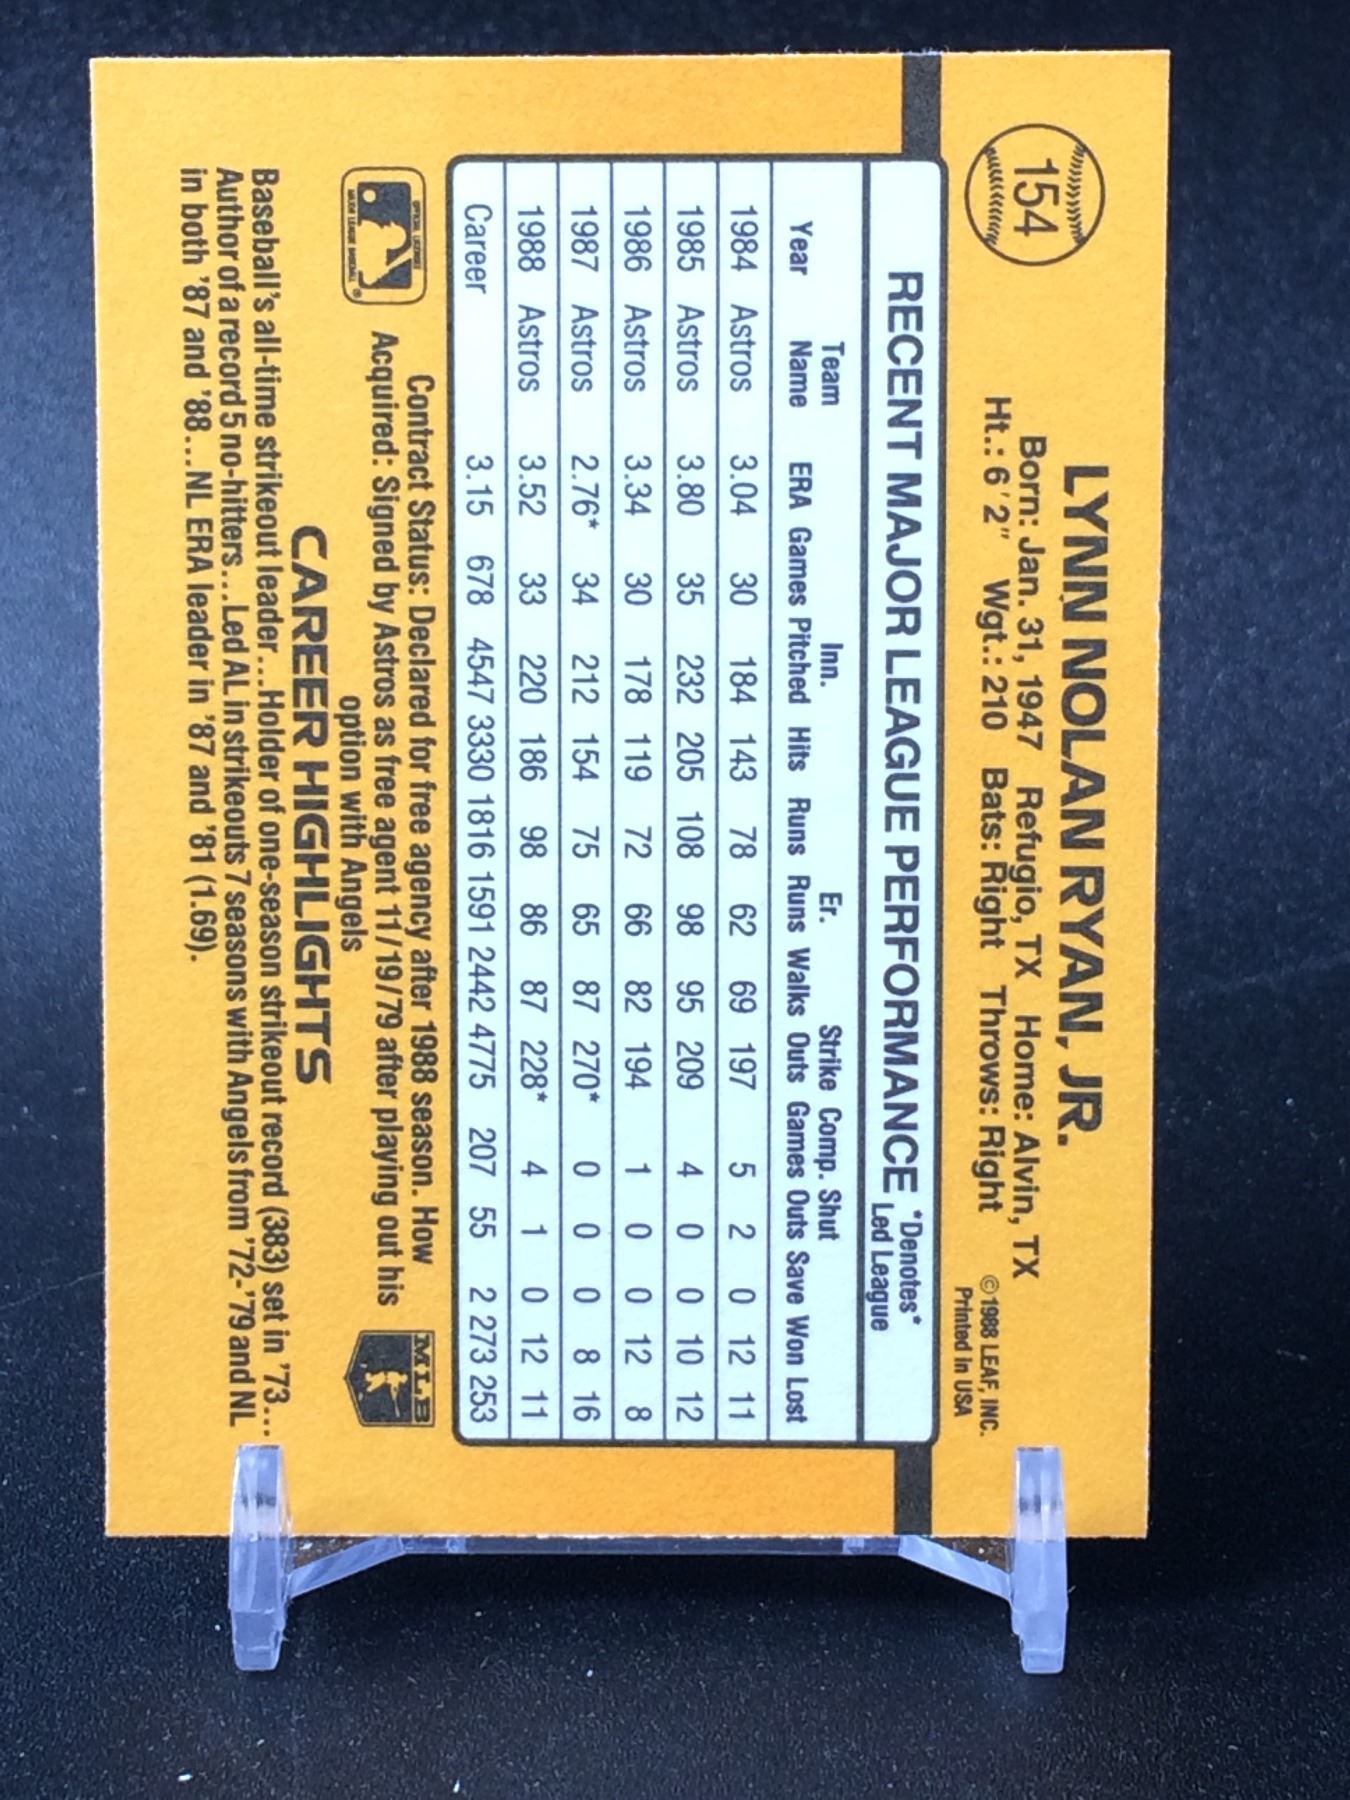 154
LYNN NOLAN RYAN, JR.
Born: Jan. 31, 1947 Refugio, TX Home: Alvin, TX
Ht.: 6'2" Wgt.: 210 Bats: Right Throws: Right
©1988 LEAF, INC.
Printed in USA
RECENT MAJOR LEAGUE PERFORMANCE *Denotes*
Led League
Team Inn. Er. Strike Comp. Shut
Year Name ERA Games Pitched Hits Runs Runs Walks Outs Games Outs Save Won Lost
1984 Astros 3.04 30 184 143 78 62 69 197 5 2 0 12 11
1985 Astros 3.80 35 232 205 108 98 95 209 4 0 0 10 12
1986 Astros 3.34 30 178 119 72 66 82 194 1 0 0 12 8
1987 Astros 2.76* 34 212 154 75 65 87 270* 0 0 0 8 16
1988 Astros 3.52 33 220 186 98 86 87 228* 4 1 0 12 11
Career 3.15 678 4547 3330 1816 1591 2442 4775 207 55 2 273 253
OFFICIAL LICENSEE
MAJOR LEAGUE BASEBALL
®
Contract Status: Declared for free agency after 1988 season. How
Acquired: Signed by Astros as free agent 11/19/79 after playing out his
option with Angels
MLB
CAREER HIGHLIGHTS
Baseball's all-time strikeout leader...Holder of one-season strikeout record (383) set in '73...
Author of a record 5 no-hitters...Led AL in strikeouts 7 seasons with Angels from '72-'79 and NL
in both '87 and '88...NL ERA leader in '87 and '81 (1.69).